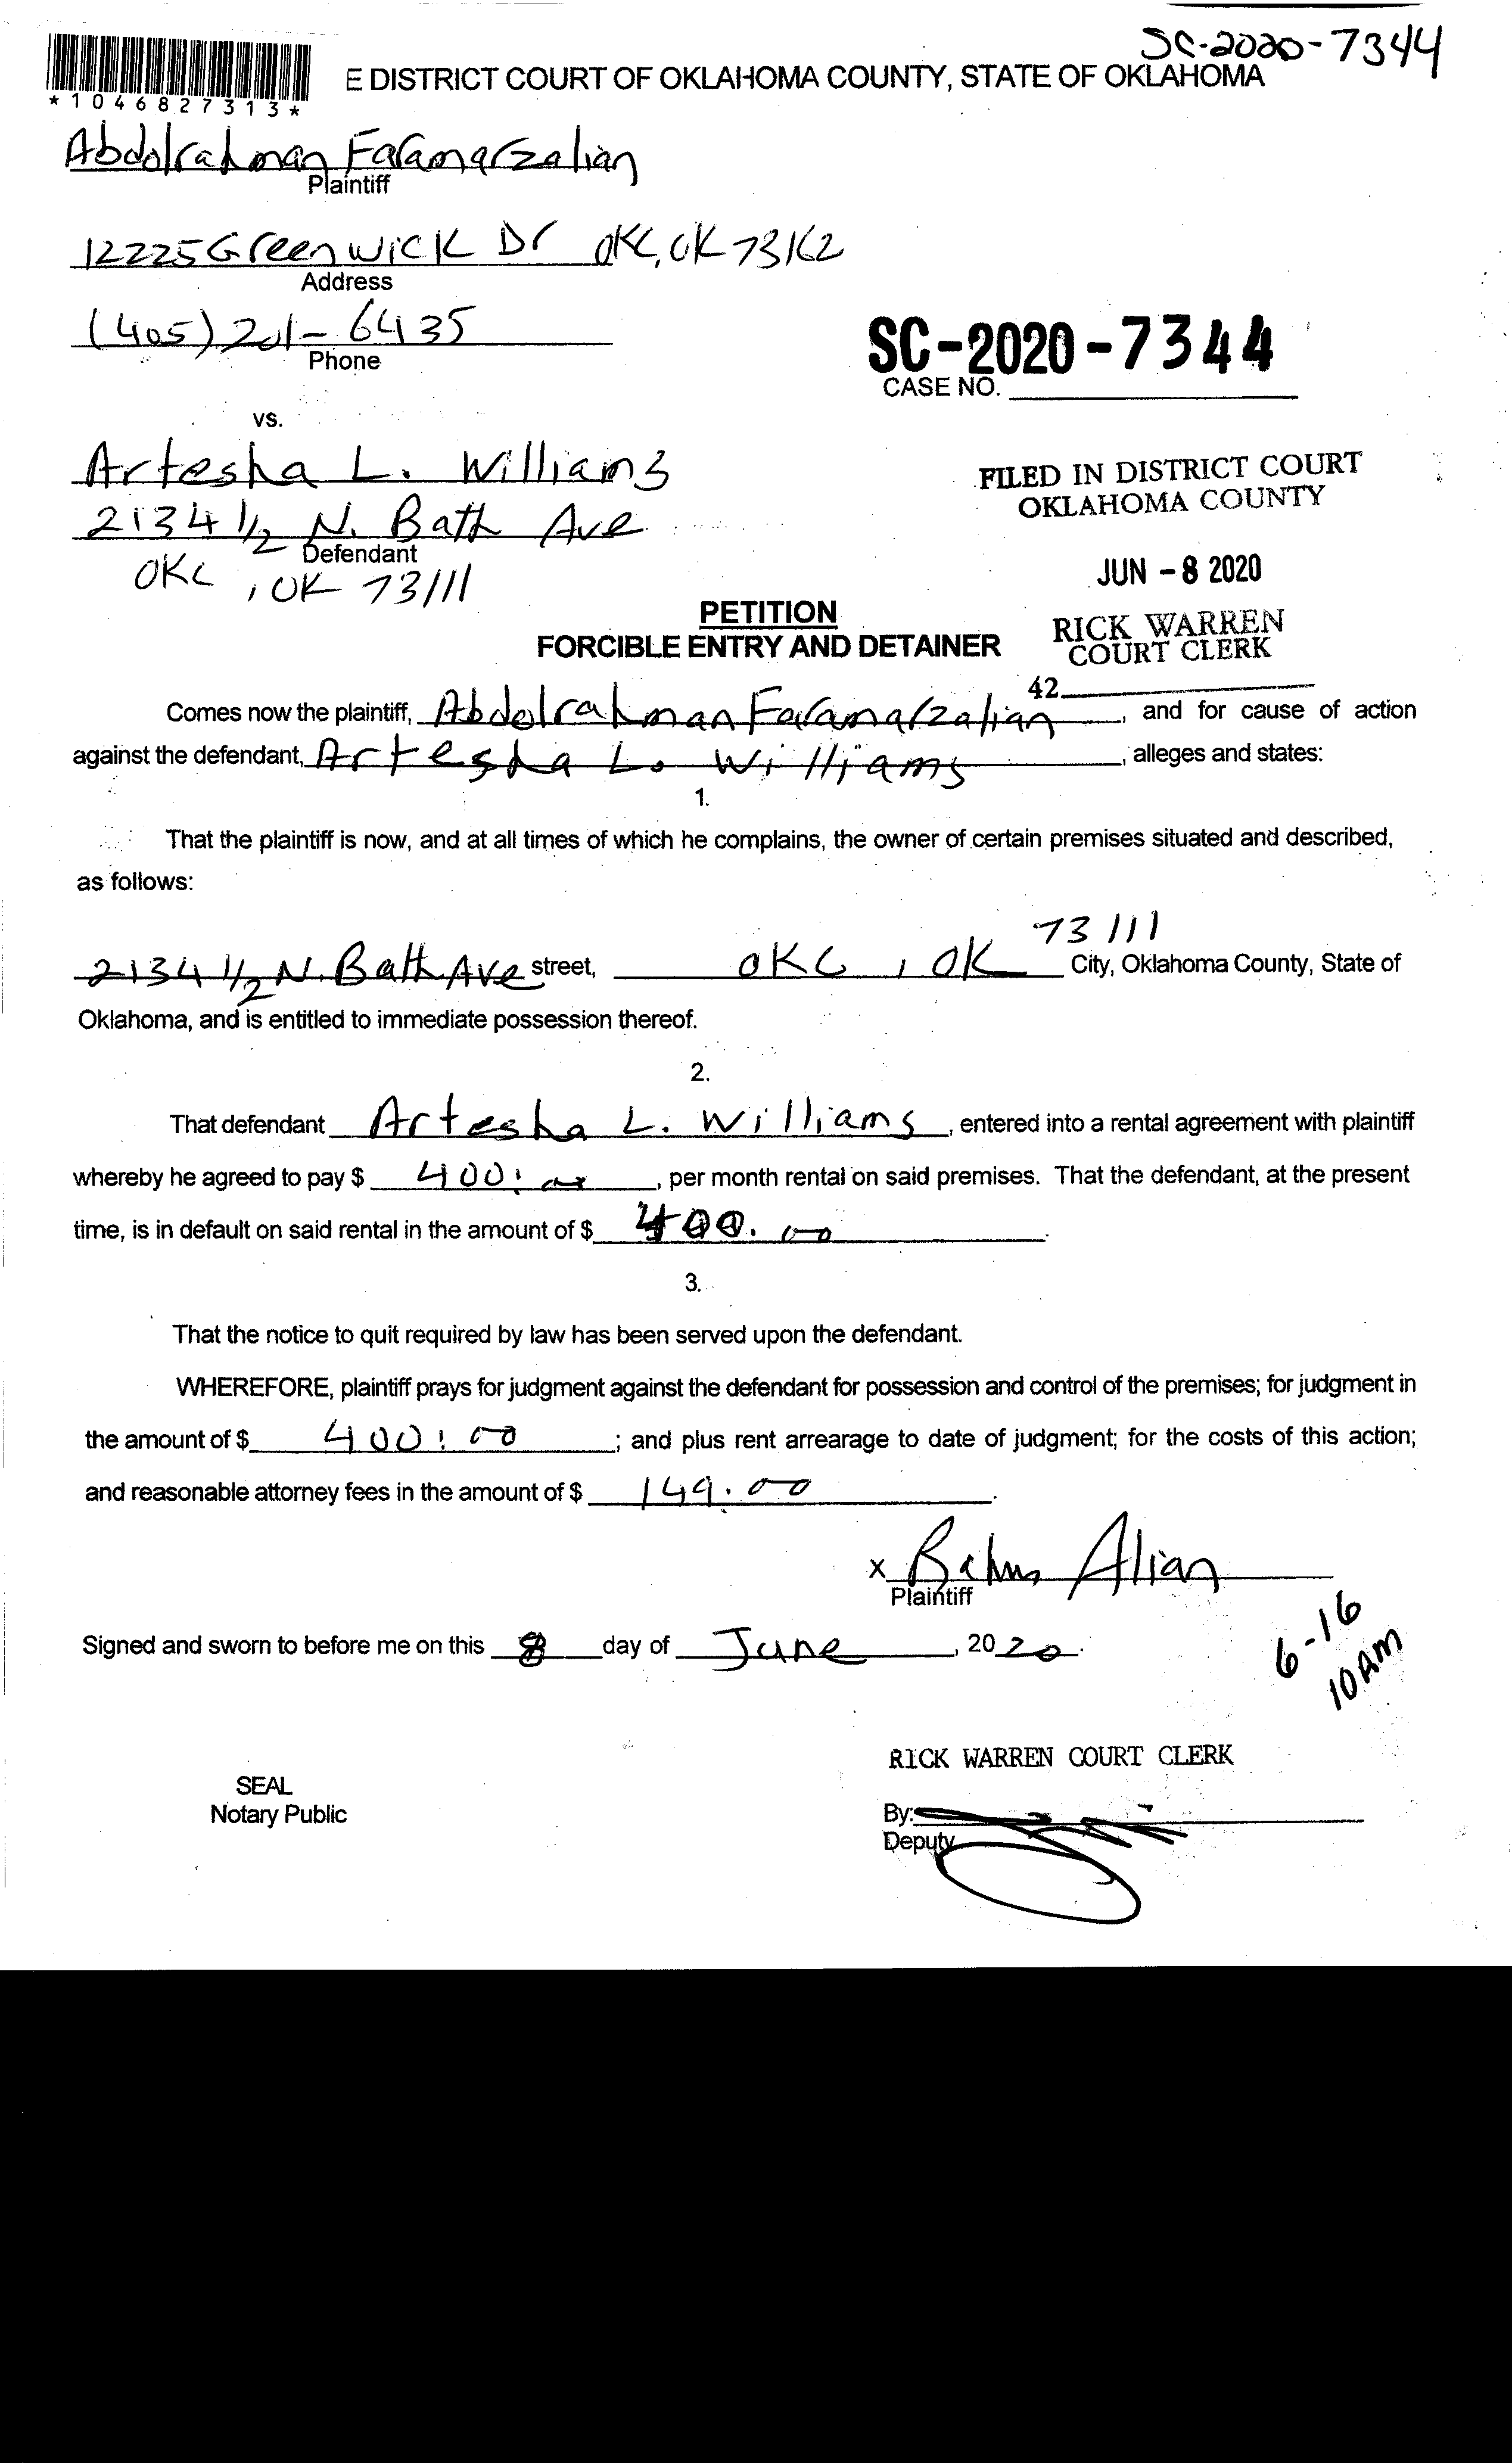 SC-2020-7344
E DISTRICT COURT OF OKLAHOMA COUNTY, STATE OF OKLAHOMA
*1046827313*
Abdolrahman Faramarzalian
Plaintiff
12225 Greenwick Dr OKC, OK 73162
Address
(405) 201-6435
Phone
SC-2020-7344
CASE NO.
vs.
Artesha L. Williams
2134 1/2 N. Bath Ave
Defendant
OKC, OK 73111
FILED IN DISTRICT COURT
OKLAHOMA COUNTY
JUN - 8 2020
RICK WARREN
COURT CLERK
42
PETITION
FORCIBLE ENTRY AND DETAINER
Comes now the plaintiff, Abdolrahman Faramarzalian, and for cause of action
against the defendant, Artesha L. Williams, alleges and states:
1.
That the plaintiff is now, and at all times of which he complains, the owner of certain premises situated and described,
as follows:
2134 1/2 N. Bath Ave street, OKC, OK 73111 City, Oklahoma County, State of
Oklahoma, and is entitled to immediate possession thereof.
2.
That defendant Artesha L. Williams, entered into a rental agreement with plaintiff
whereby he agreed to pay $ 400.00, per month rental on said premises. That the defendant, at the present
time, is in default on said rental in the amount of $ 400.00.
3.
That the notice to quit required by law has been served upon the defendant.
WHEREFORE, plaintiff prays for judgment against the defendant for possession and control of the premises; for judgment in
the amount of $ 400.00; and plus rent arrearage to date of judgment; for the costs of this action;
and reasonable attorney fees in the amount of $ 149.00.
x Alian
Plaintiff
Signed and sworn to before me on this 8 day of June, 2020.
6-16
10 AM
RICK WARREN COURT CLERK
SEAL
Notary Public
By:
Deputy